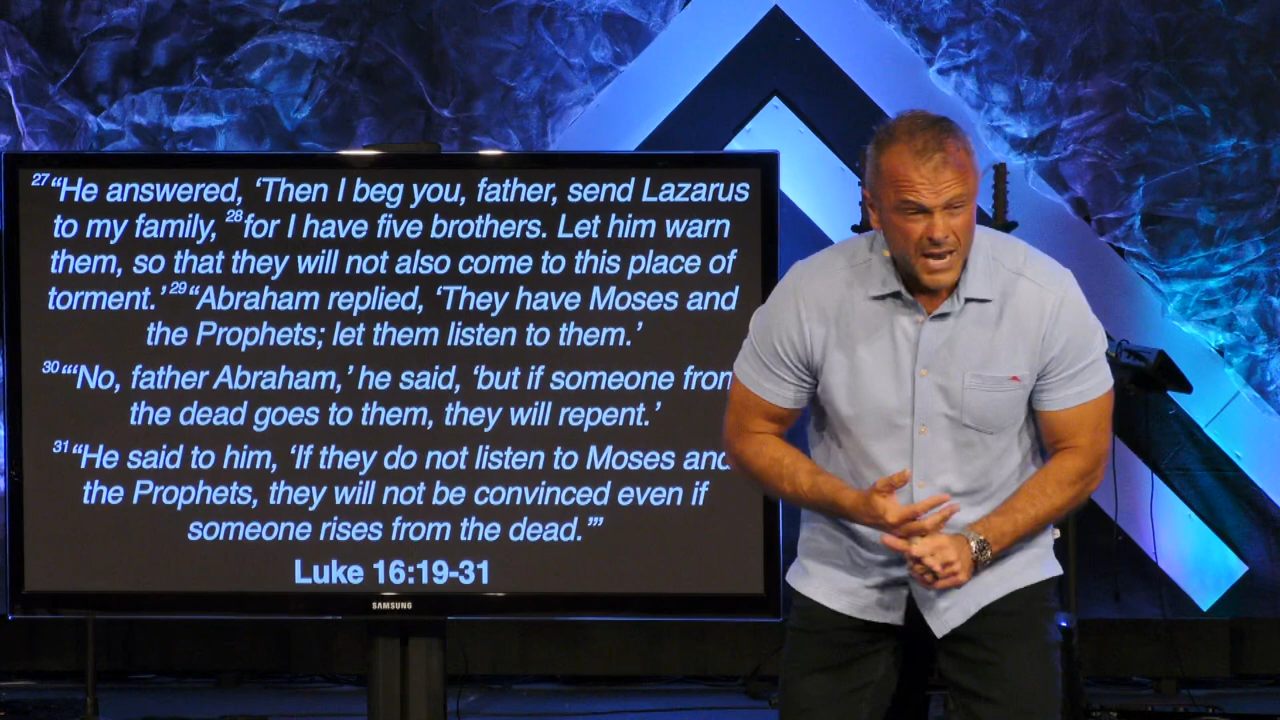 27“He answered, ‘Then I beg you, father, send Lazarus
to my family, 28for I have five brothers. Let him warn
them, so that they will not also come to this place of
torment.’ 29“Abraham replied, ‘They have Moses and
the Prophets; let them listen to them.’
30“‘No, father Abraham,’ he said, ‘but if someone from
the dead goes to them, they will repent.’
31“He said to him, ‘If they do not listen to Moses and
the Prophets, they will not be convinced even if
someone rises from the dead.’”
Luke 16:19-31
SAMSUNG